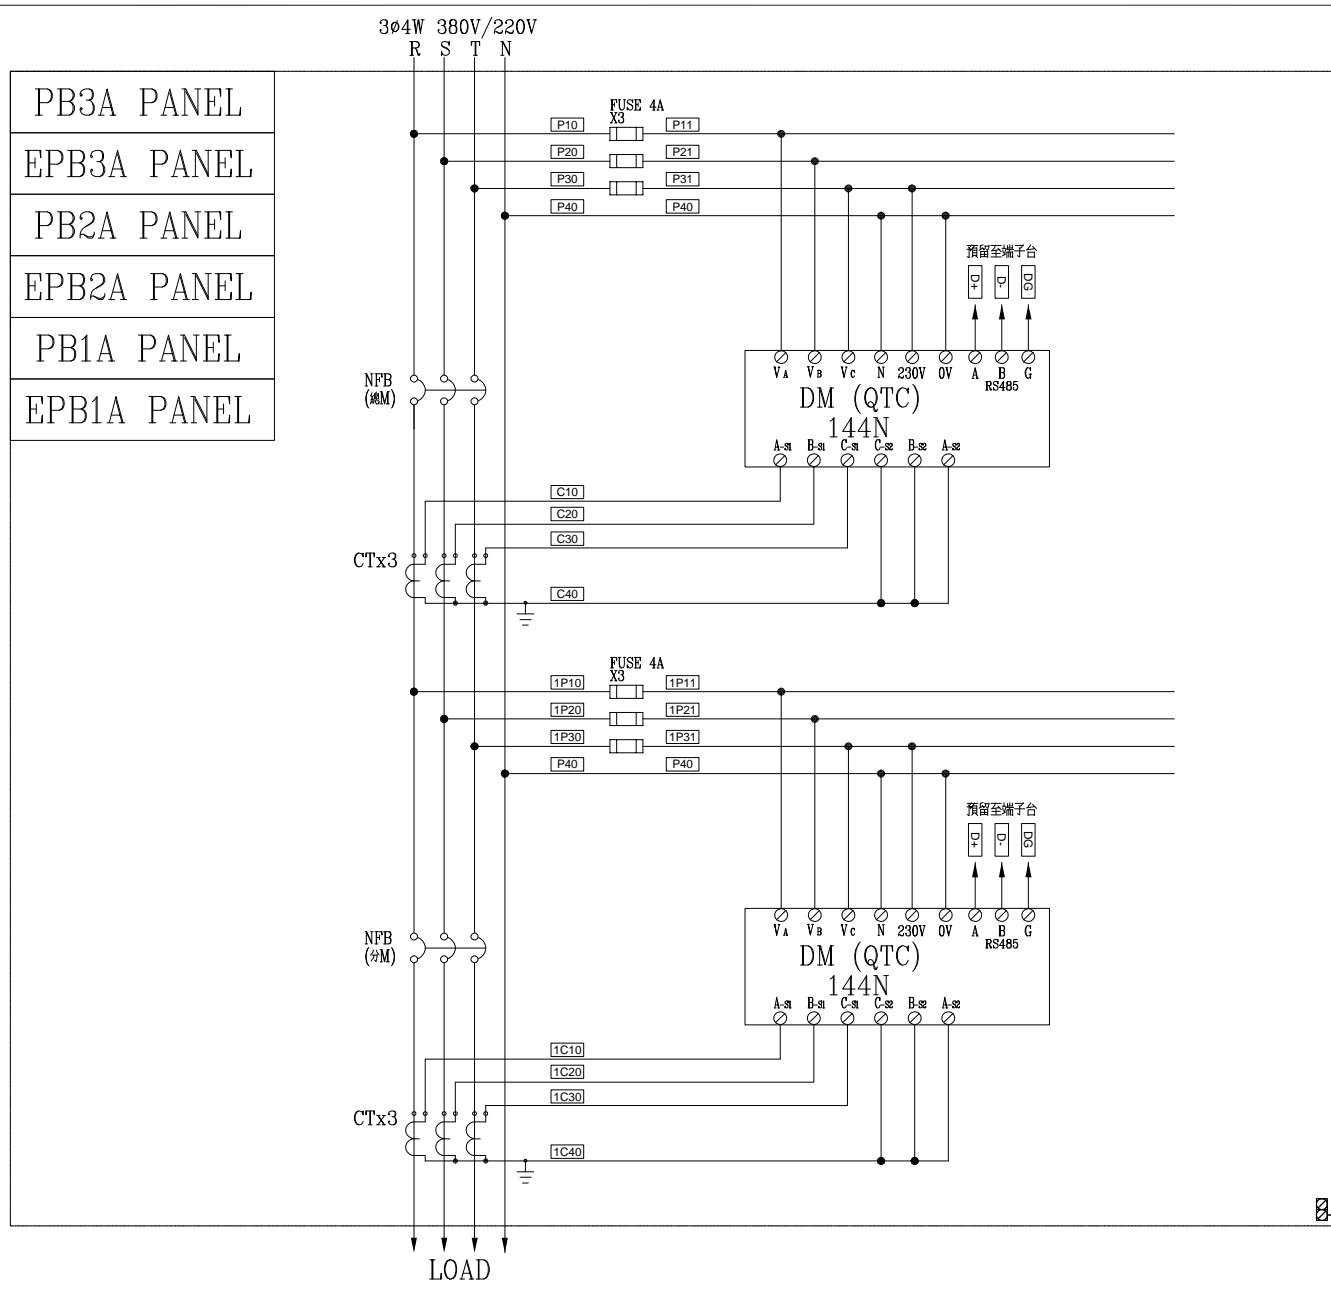 3ø4W 380V/220V
R S T N
PB3A PANEL
EPB3A PANEL
PB2A PANEL
EPB2A PANEL
PB1A PANEL
EPB1A PANEL
FUSE 4A
X3
P10 P11
P20 P21
P30 P31
P40 P40
預留至端子台
D+ D- DG
VA VB VC N 230V 0V A B G
RS485
DM (QTC)
144N
A-S1 B-S1 C-S1 C-S2 B-S2 A-S2
NFB
(總M)
C10
C20
C30
CTx3
C40
FUSE 4A
X3
1P10 1P11
1P20 1P21
1P30 1P31
P40 P40
預留至端子台
D+ D- DG
VA VB VC N 230V 0V A B G
RS485
DM (QTC)
144N
A-S1 B-S1 C-S1 C-S2 B-S2 A-S2
NFB
(分M)
1C10
1C20
1C30
CTx3
1C40
LOAD